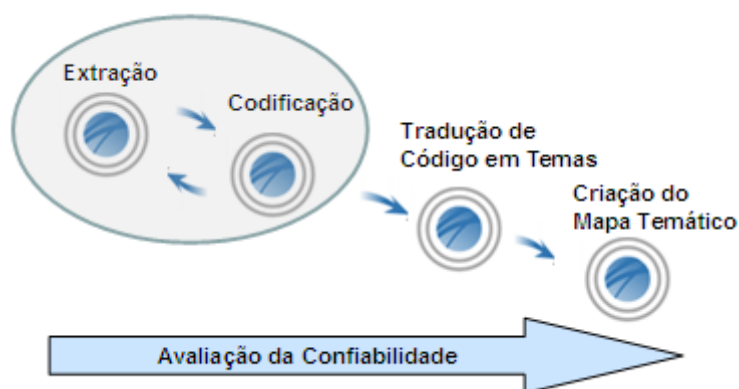 Extração
Codificação
Tradução de
Código em Temas
Criação do
Mapa Temático
Avaliação da Confiabilidade